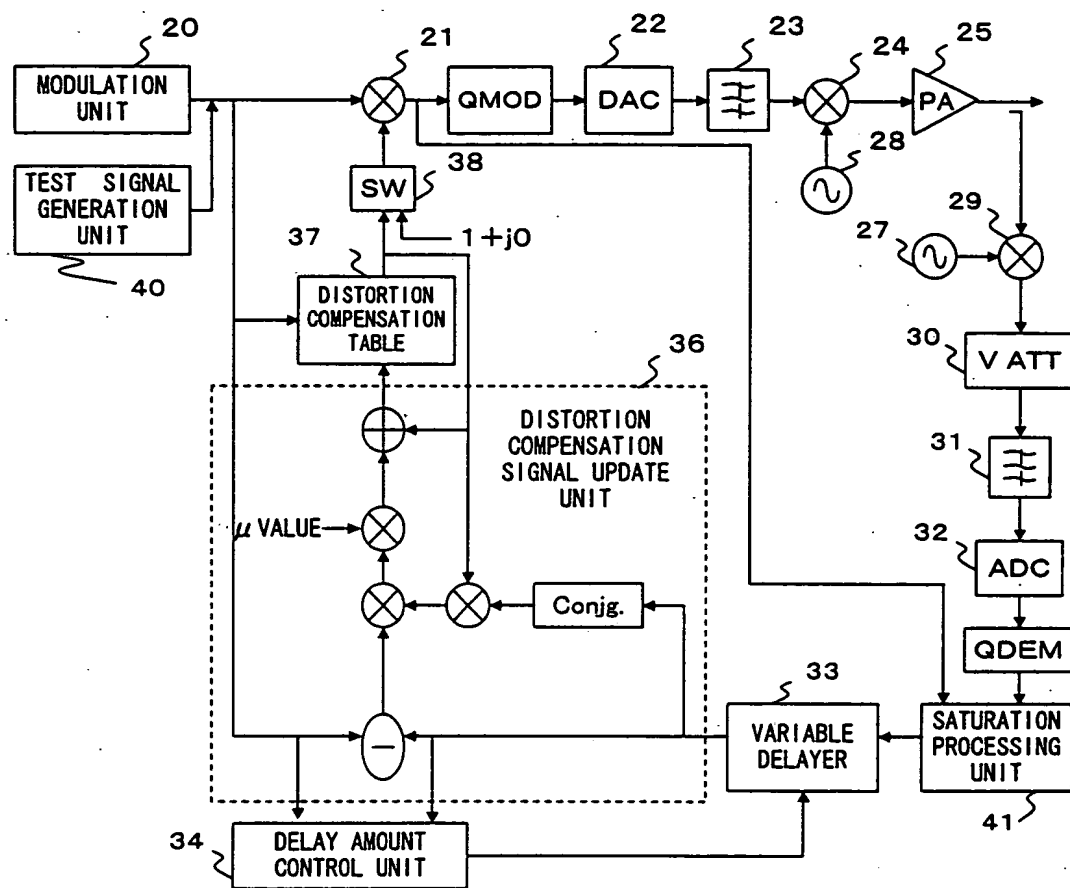 20
MODULATION
UNIT
TEST SIGNAL
GENERATION
UNIT
40
21
QMOD
22
DAC
23
24
25
PA
28
38
SW
1+j0
37
DISTORTION
COMPENSATION
TABLE
27
29
30
V ATT
31
32
ADC
QDEM
36
DISTORTION
COMPENSATION
SIGNAL UPDATE
UNIT
μ VALUE
Conjg.
33
VARIABLE
DELAYER
SATURATION
PROCESSING
UNIT
41
34
DELAY AMOUNT
CONTROL UNIT